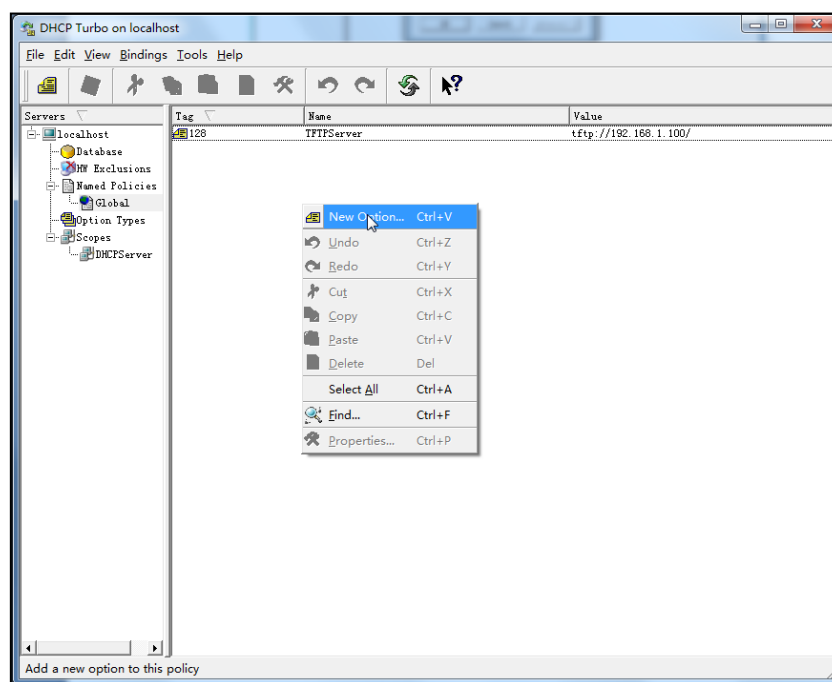 DHCP Turbo on localhost
File Edit View Bindings Tools Help
Servers Tag Name Value
localhost 128 TFTPServer tftp://192.168.1.100/
Database
HW Exclusions
Named Policies
Global
Option Types
Scopes
DHCPServer
New Option... Ctrl+V
Undo Ctrl+Z
Redo Ctrl+Y
Cut Ctrl+X
Copy Ctrl+C
Paste Ctrl+V
Delete Del
Select All Ctrl+A
Find... Ctrl+F
Properties... Ctrl+P
Add a new option to this policy